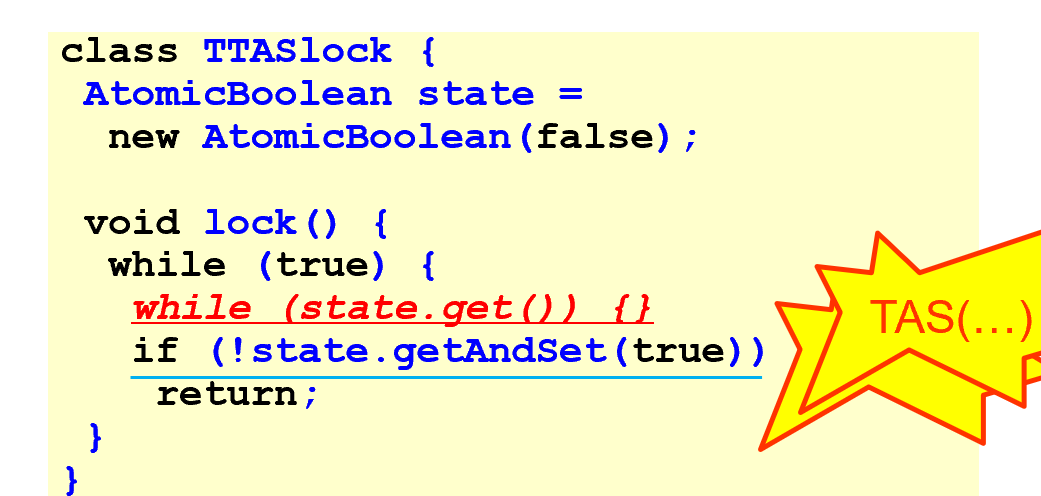 class TTASlock {
 AtomicBoolean state =
  new AtomicBoolean(false);

 void lock() {
  while (true) {
   while (state.get()) {}
   if (!state.getAndSet(true))
    return;
 }
}
TAS(…)